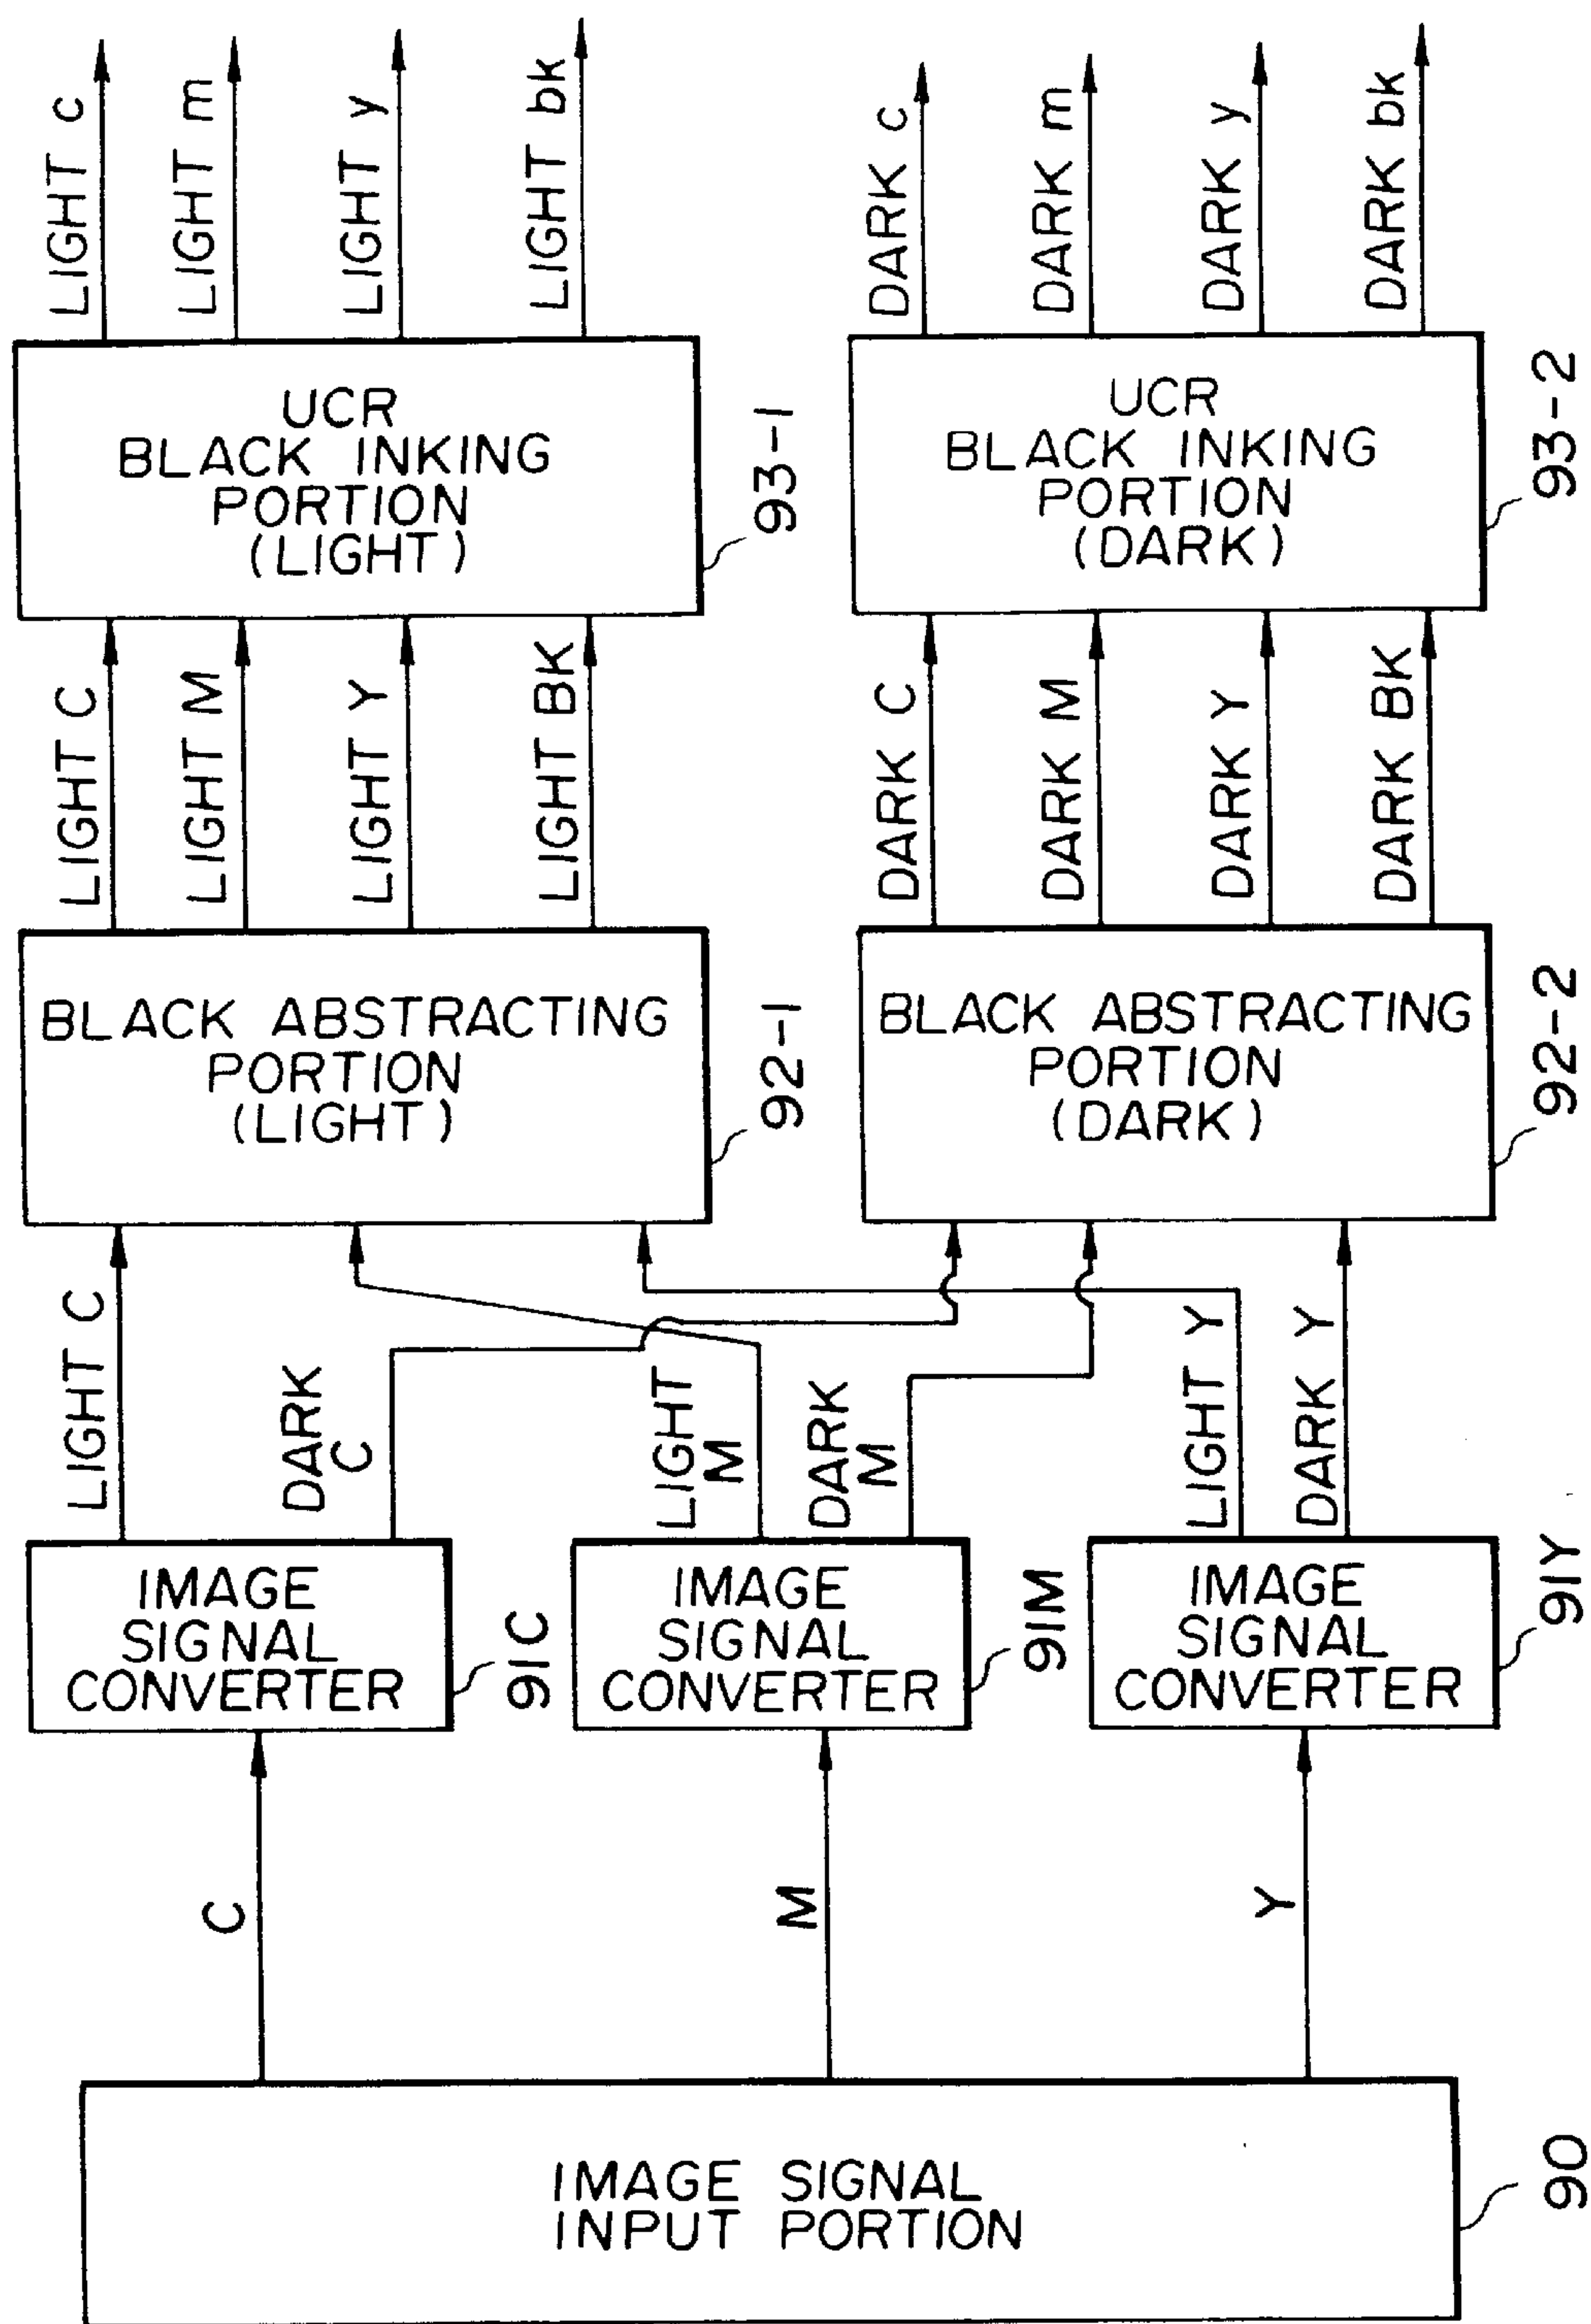 LIGHT c
LIGHT m
LIGHT y
LIGHT bk
DARK c
DARK m
DARK y
DARK bk
UCR
BLACK INKING
PORTION
(LIGHT)
93-1
UCR
BLACK INKING
PORTION
(DARK)
93-2
LIGHT C
LIGHT M
LIGHT Y
LIGHT BK
DARK C
DARK M
DARK Y
DARK BK
BLACK ABSTRACTING
PORTION
(LIGHT)
92-1
BLACK ABSTRACTING
PORTION
(DARK)
92-2
LIGHT C
DARK
C
LIGHT
M
DARK
M
LIGHT Y
DARK Y
IMAGE
SIGNAL
CONVERTER
91C
IMAGE
SIGNAL
CONVERTER
91M
IMAGE
SIGNAL
CONVERTER
91Y
C
M
Y
IMAGE SIGNAL
INPUT PORTION
90